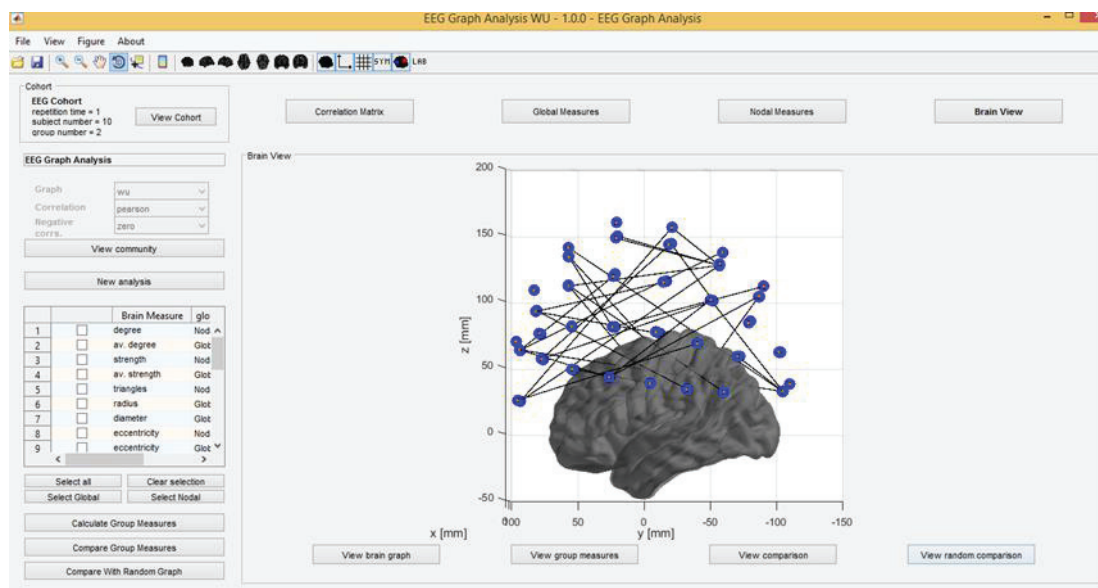 EEG Graph Analysis WU - 1.0.0 - EEG Graph Analysis
File View Figure About
SYM LAB
Cohort
EEG Cohort
repetition time = 1
subject number = 10
group number = 2
View Cohort
Correlation Matrix Global Measures Nodal Measures Brain View
EEG Graph Analysis
Graph wu
Correlation pearson
Negative corrs. zero
View community
New analysis
Brain Measure glo
1 degree Nod
2 av. degree Glot
3 strength Nod
4 av. strength Glot
5 triangles Nod
6 radius Glot
7 diameter Glot
8 eccentricity Nod
9 eccentricity Glot
Select all Clear selection
Select Global Select Nodal
Calculate Group Measures
Compare Group Measures
Compare With Random Graph
Brain View
200
150
100
50
0
-50
z [mm]
50 0 -50 -100 -150
x [mm] y [mm]
View brain graph View group measures View comparison View random comparison